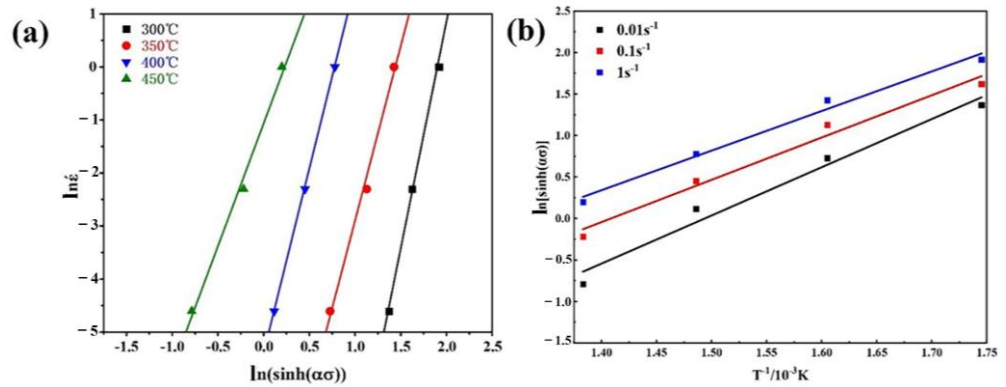 (a)
300℃
350℃
400℃
450℃
lnέ
1
0
-1
-2
-3
-4
-5
-1.5 -1.0 -0.5 0.0 0.5 1.0 1.5 2.0 2.5
ln(sinh(ασ))
(b)
0.01s⁻¹
0.1s⁻¹
1s⁻¹
ln[sinh(ασ)]
2.5
2.0
1.5
1.0
0.5
0.0
-0.5
-1.0
-1.5
1.40 1.45 1.50 1.55 1.60 1.65 1.70 1.75
T⁻¹/10⁻³K